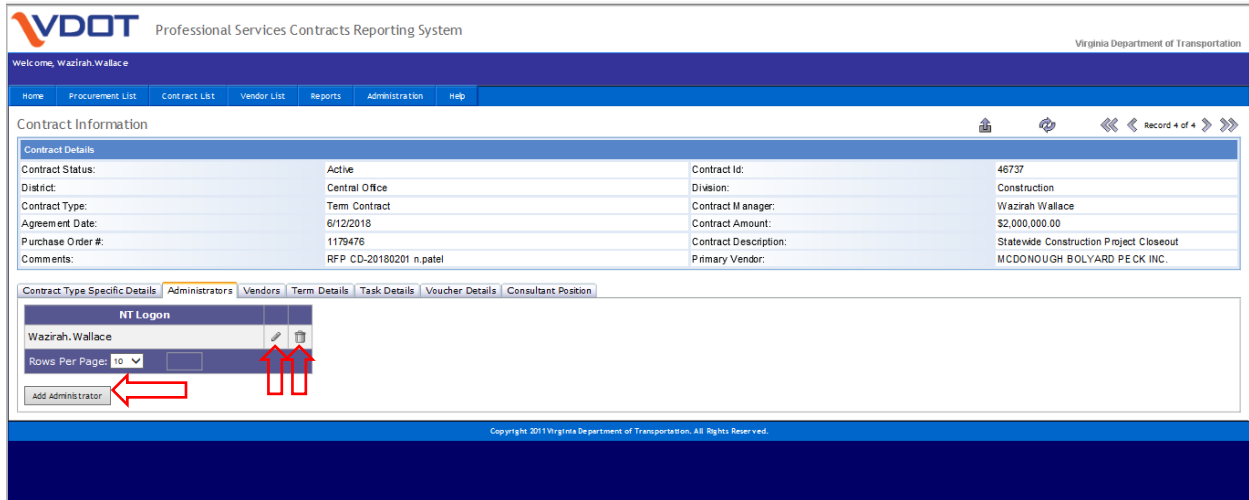 VDOT Professional Services Contracts Reporting System
Virginia Department of Transportation
Welcome, Wazirah.Wallace
Home Procurement List Contract List Vendor List Reports Administration Help
Contract Information Record 4 of 4
Contract Details
Contract Status: Active Contract Id: 46737
District: Central Office Division: Construction
Contract Type: Term Contract Contract Manager: Wazirah Wallace
Agreement Date: 6/12/2018 Contract Amount: $2,000,000.00
Purchase Order #: 1179476 Contract Description: Statewide Construction Project Closeout
Comments: RFP CD-20180201 n.patel Primary Vendor: MCDONOUGH BOLYARD PECK INC.
Contract Type Specific Details Administrators Vendors Term Details Task Details Voucher Details Consultant Position
NT Logon
Wazirah.Wallace
Rows Per Page: 10
Add Administrator
Copyright 2011 Virginia Department of Transportation. All Rights Reserved.